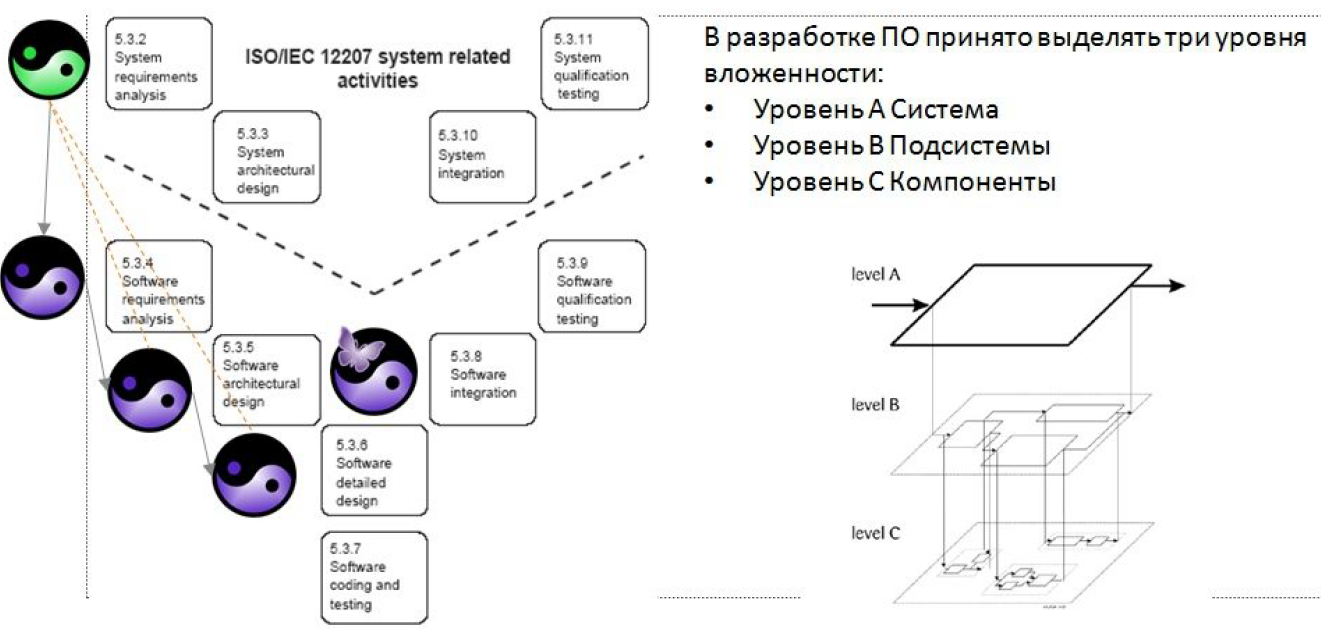 5.3.2
System
requirements
analysis
ISO/IEC 12207 system related
activities
5.3.11
System
qualification
testing
5.3.3
System
architectural
design
5.3.10
System
integration
5.3.4
Software
requirements
analysis
5.3.9
Software
qualification
testing
5.3.5
Software
architectural
design
5.3.8
Software
integration
5.3.6
Software
detailed
design
5.3.7
Software
coding and
testing
В разработке ПО принято выделять три уровня
вложенности:
• Уровень А Система
• Уровень В Подсистемы
• Уровень С Компоненты
level A
level B
level C